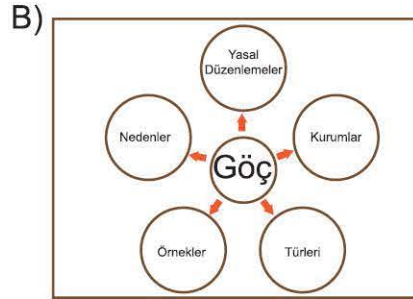 B)
Yasal
Düzenlemeler
Nedenler
Kurumlar
Göç
Örnekler
Türleri